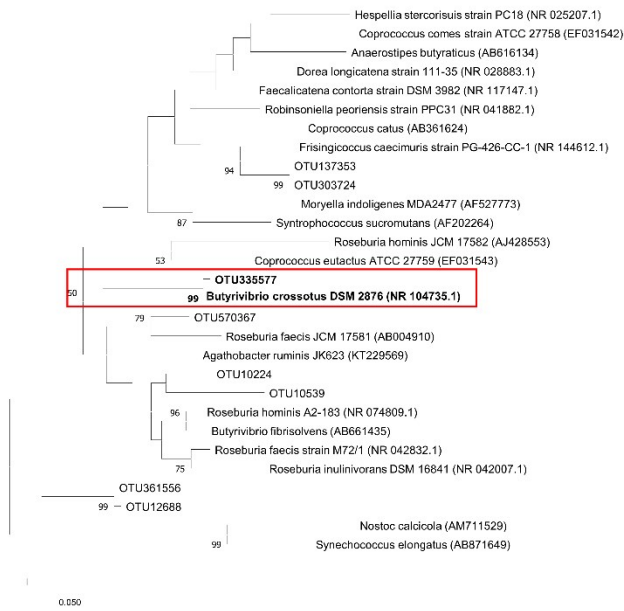 Hespellia stercorisuis strain PC18 (NR 025207.1)
Coprococcus comes strain ATCC 27758 (EF031542)
Anaerostipes butyraticus (AB616134)
Dorea longicatena strain 111-35 (NR 028883.1)
Faecalicatena contorta strain DSM 3982 (NR 117147.1)
Robinsoniella peoriensis strain PPC31 (NR 041882.1)
Coprococcus catus (AB361624)
Frisingicoccus caecimuris strain PG-426-CC-1 (NR 144612.1)
94 OTU137353
99 OTU303724
Moryella indoligenes MDA2477 (AF527773)
87 Syntrophococcus sucromutans (AF202264)
Roseburia hominis JCM 17582 (AJ428553)
53 Coprococcus eutactus ATCC 27759 (EF031543)
OTU335577
50 99 Butyrivibrio crossotus DSM 2876 (NR 104735.1)
79 OTU570367
Roseburia faecis JCM 17581 (AB004910)
Agathobacter ruminis JK623 (KT229569)
OTU10224
OTU10539
96 Roseburia hominis A2-183 (NR 074809.1)
Butyrivibrio fibrisolvens (AB661435)
Roseburia faecis strain M72/1 (NR 042832.1)
75 Roseburia inulinivorans DSM 16841 (NR 042007.1)
OTU361556
99 OTU12688
Nostoc calcicola (AM711529)
99 Synechococcus elongatus (AB871649)
0.050